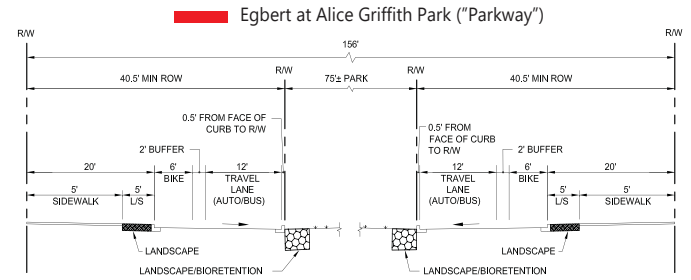 Egbert at Alice Griffith Park ("Parkway")
R/W
R/W
156'
R/W
R/W
40.5' MIN ROW
75'± PARK
40.5' MIN ROW
0.5' FROM FACE OF
CURB TO R/W
0.5' FROM
FACE OF CURB
TO R/W
2' BUFFER
2' BUFFER
20'
6'
BIKE
12'
TRAVEL
LANE
(AUTO/BUS)
12'
TRAVEL
LANE
(AUTO/BUS)
6'
BIKE
20'
5'
SIDEWALK
5'
L/S
5'
L/S
5'
SIDEWALK
LANDSCAPE
LANDSCAPE/BIORETENTION
LANDSCAPE
LANDSCAPE/BIORETENTION